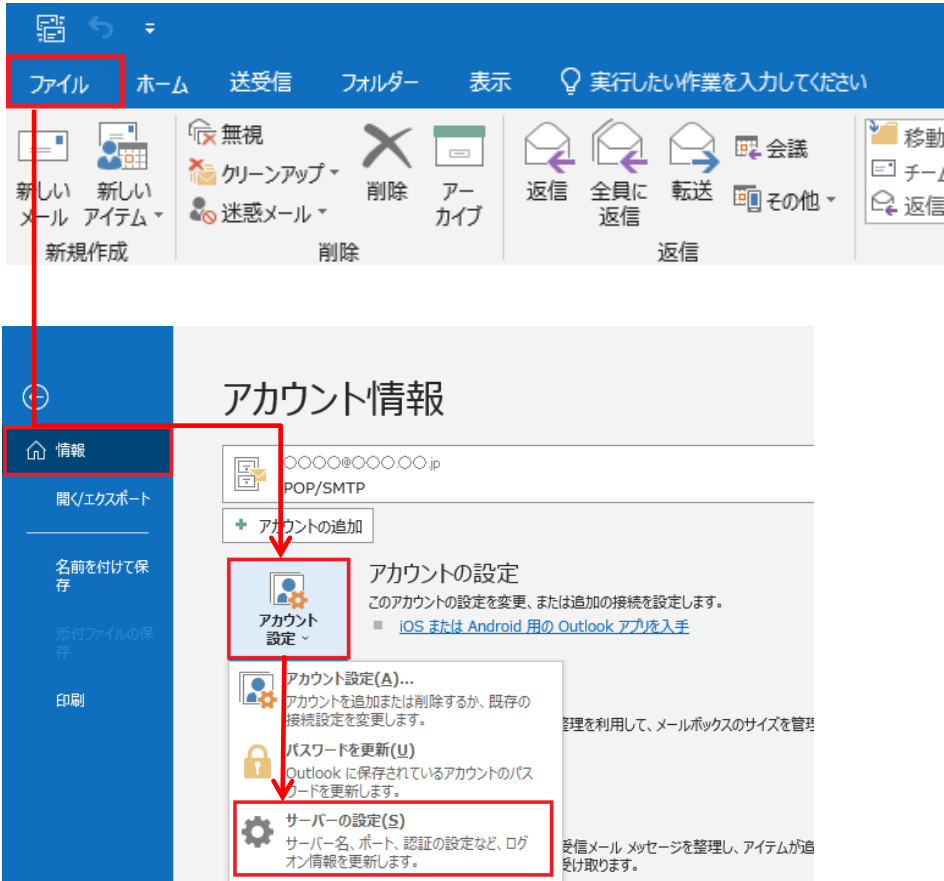 ファイル ホーム 送受信 フォルダー 表示 実行したい作業を入力してください
無視
クリーンアップ
迷惑メール
新しい
メール
新しい
アイテム
新規作成
削除
アー
カイブ
削除
返信
全員に
返信
転送
会議
その他
返信
移動
チーム
返信
アカウント情報
情報
開く/エクスポート
名前を付けて保
存
添付ファイルの保
存
印刷
○○○○@○○○.○○.jp
POP/SMTP
アカウントの追加
アカウント
設定
アカウントの設定
このアカウントの設定を変更、または追加の接続を設定します。
iOS または Android 用の Outlook アプリを入手
アカウント設定(A)...
アカウントを追加または削除するか、既存の
接続設定を変更します。
パスワードを更新(U)
Outlook に保存されているアカウントのパス
ワードを更新します。
サーバーの設定(S)
サーバー名、ポート、認証の設定など、ログ
オン情報を更新します。
整理を利用して、メールボックスのサイズを管理
受信メール メッセージを整理し、アイテムが追
受け取ります。